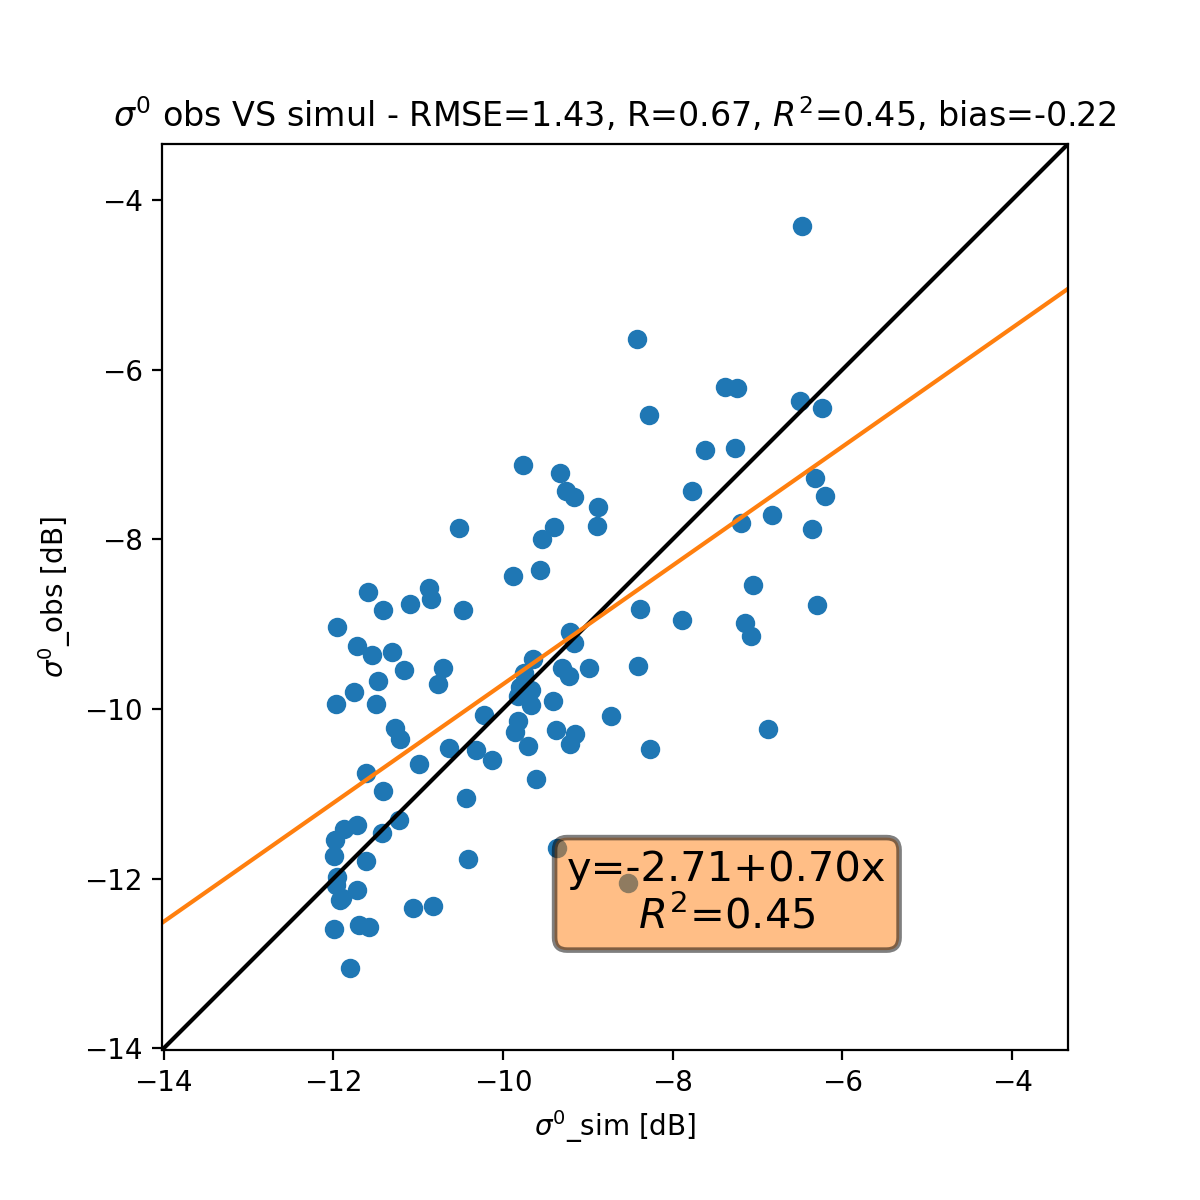 σ⁰ obs VS simul - RMSE=1.43, R=0.67, R²=0.45, bias=-0.22
−4
−6
−8
−10
−12
−14
σ⁰_obs [dB]
y=-2.71+0.70x
R²=0.45
−14 −12 −10 −8 −6 −4
σ⁰_sim [dB]